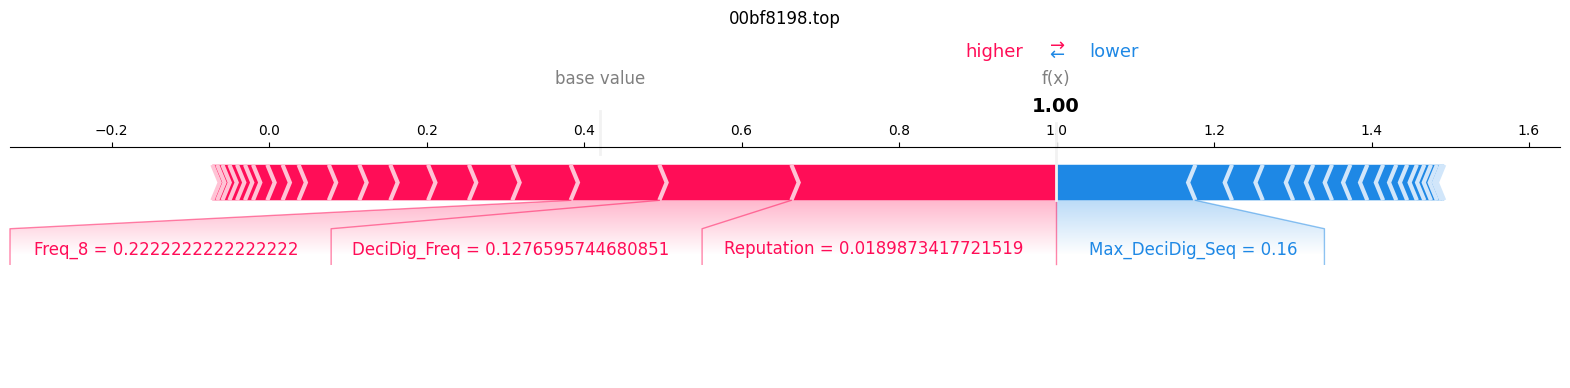 00bf8198.top
higher → ← lower
base value f(x)
1.00
−0.2 0.0 0.2 0.4 0.6 0.8 1.0 1.2 1.4 1.6
Freq_8 = 0.2222222222222222 DeciDig_Freq = 0.1276595744680851 Reputation = 0.0189873417721519 Max_DeciDig_Seq = 0.16